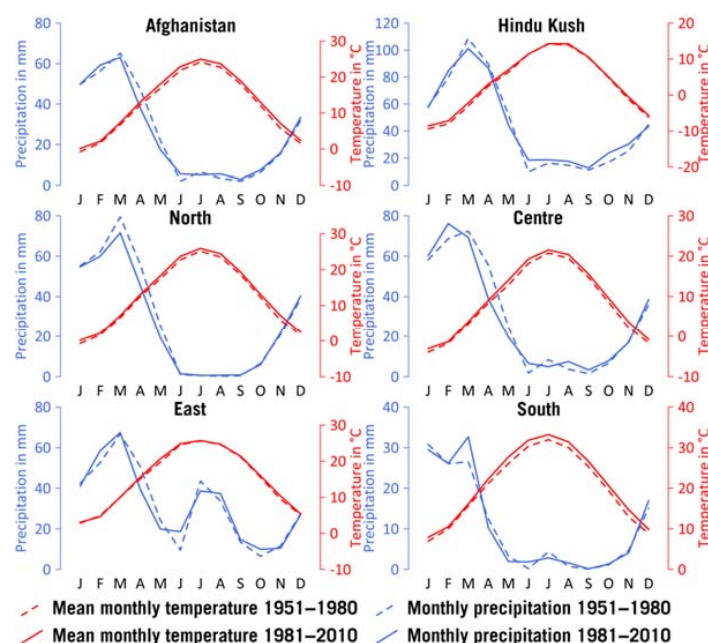 Afghanistan
Precipitation in mm
80
60
40
20
0
Temperature in °C
30
20
10
0
-10
J F M A M J J A S O N D
Hindu Kush
Precipitation in mm
120
100
80
60
40
20
0
Temperature in °C
20
10
0
-10
-20
J F M A M J J A S O N D
North
Precipitation in mm
80
60
40
20
0
Temperature in °C
30
20
10
0
-10
J F M A M J J A S O N D
Centre
Precipitation in mm
80
60
40
20
0
Temperature in °C
30
20
10
0
-10
J F M A M J J A S O N D
East
Precipitation in mm
80
60
40
20
0
Temperature in °C
30
20
10
0
-10
J F M A M J J A S O N D
South
Precipitation in mm
40
30
20
10
0
Temperature in °C
40
30
20
10
0
J F M A M J J A S O N D
Mean monthly temperature 1951–1980
Monthly precipitation 1951–1980
Mean monthly temperature 1981–2010
Monthly precipitation 1981–2010